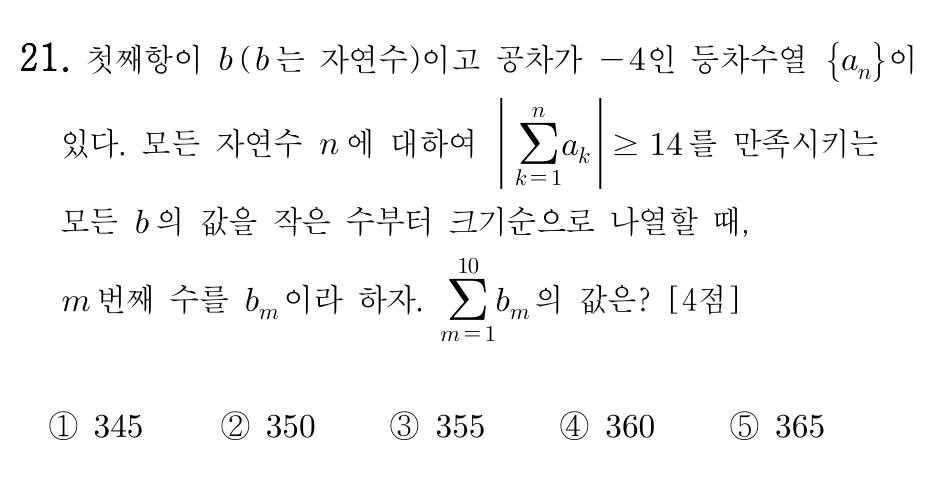 21. 첫째항이 b(b는 자연수)이고 공차가 −4인 등차수열 {aₙ}이
있다. 모든 자연수 n에 대하여 |∑_{k=1}^{n} aₖ| ≥ 14를 만족시키는
모든 b의 값을 작은 수부터 크기순으로 나열할 때,
m번째 수를 bₘ이라 하자. ∑_{m=1}^{10} bₘ의 값은? [4점]
① 345 ② 350 ③ 355 ④ 360 ⑤ 365